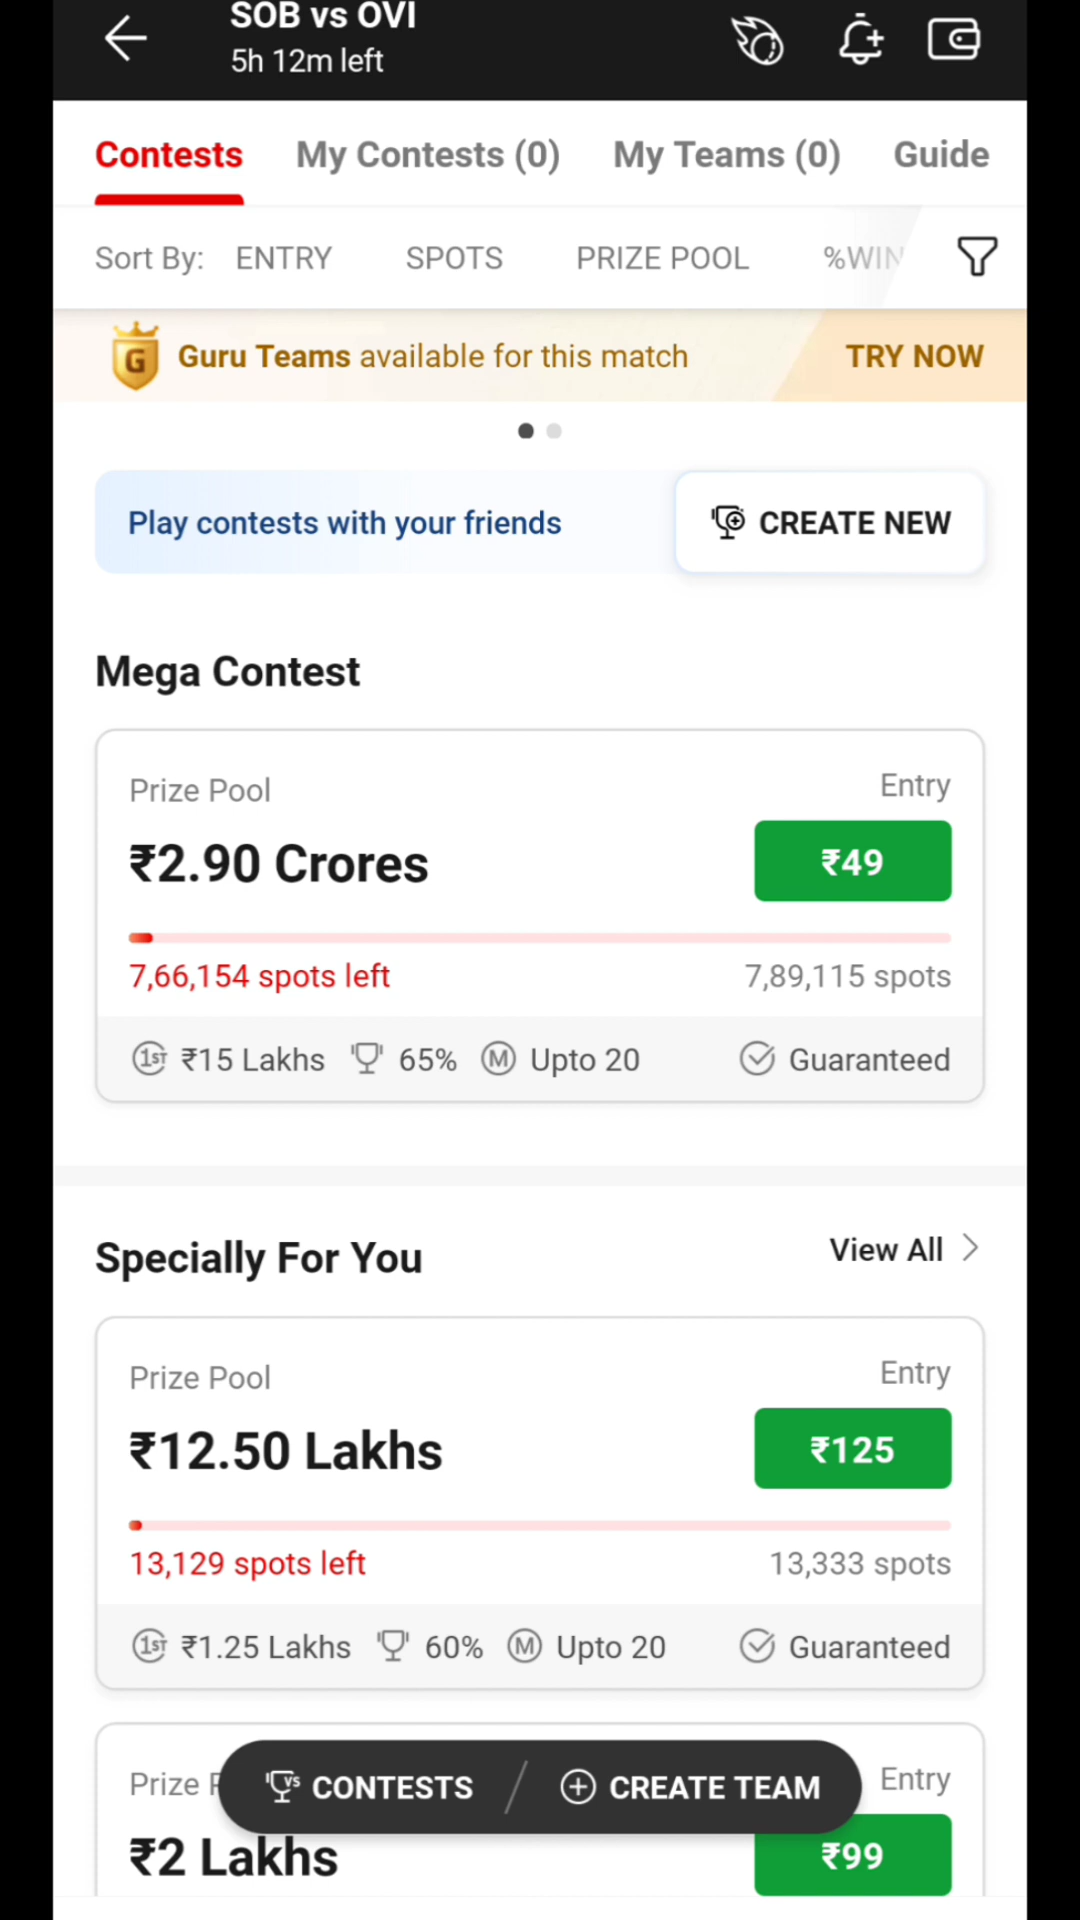 SOB vs OVI
5h 12m left
Contests My Contests (0) My Teams (0) Guide
Sort By: ENTRY SPOTS PRIZE POOL %WIN
G Guru Teams available for this match TRY NOW
Play contests with your friends CREATE NEW
Mega Contest
Prize Pool Entry
₹2.90 Crores ₹49
7,66,154 spots left 7,89,115 spots
1ST ₹15 Lakhs 65% M Upto 20 Guaranteed
Specially For You View All
Prize Pool Entry
₹12.50 Lakhs ₹125
13,129 spots left 13,333 spots
1ST ₹1.25 Lakhs 60% M Upto 20 Guaranteed
Prize Entry
VS CONTESTS CREATE TEAM
₹2 Lakhs ₹99